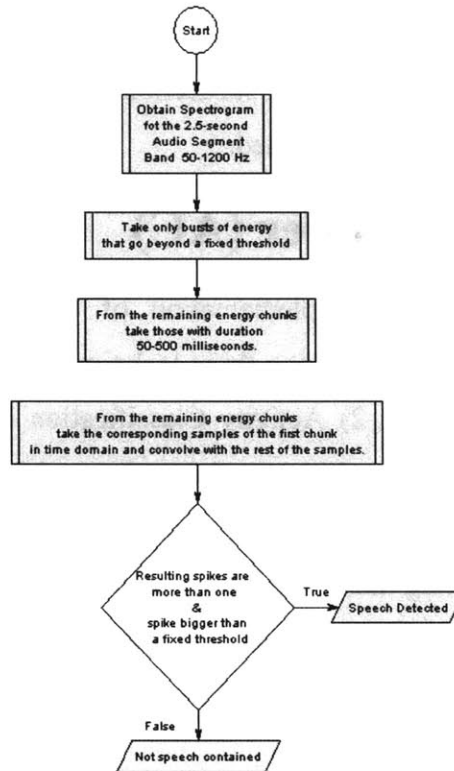 Start
Obtain Spectrogram
fot the 2.5-second
Audio Segment
Band 50-1200 Hz
Take only bursts of energy
that go beyond a fixed threshold
From the remaining energy chunks
take those with duration
50-500 milliseconds.
From the remaining energy chunks
take the corresponding samples of the first chunk
in time domain and convolve with the rest of the samples.
Resulting spikes are
more than one
&
spike bigger than
a fixed threshold
True
Speech Detected
False
Not speech contained